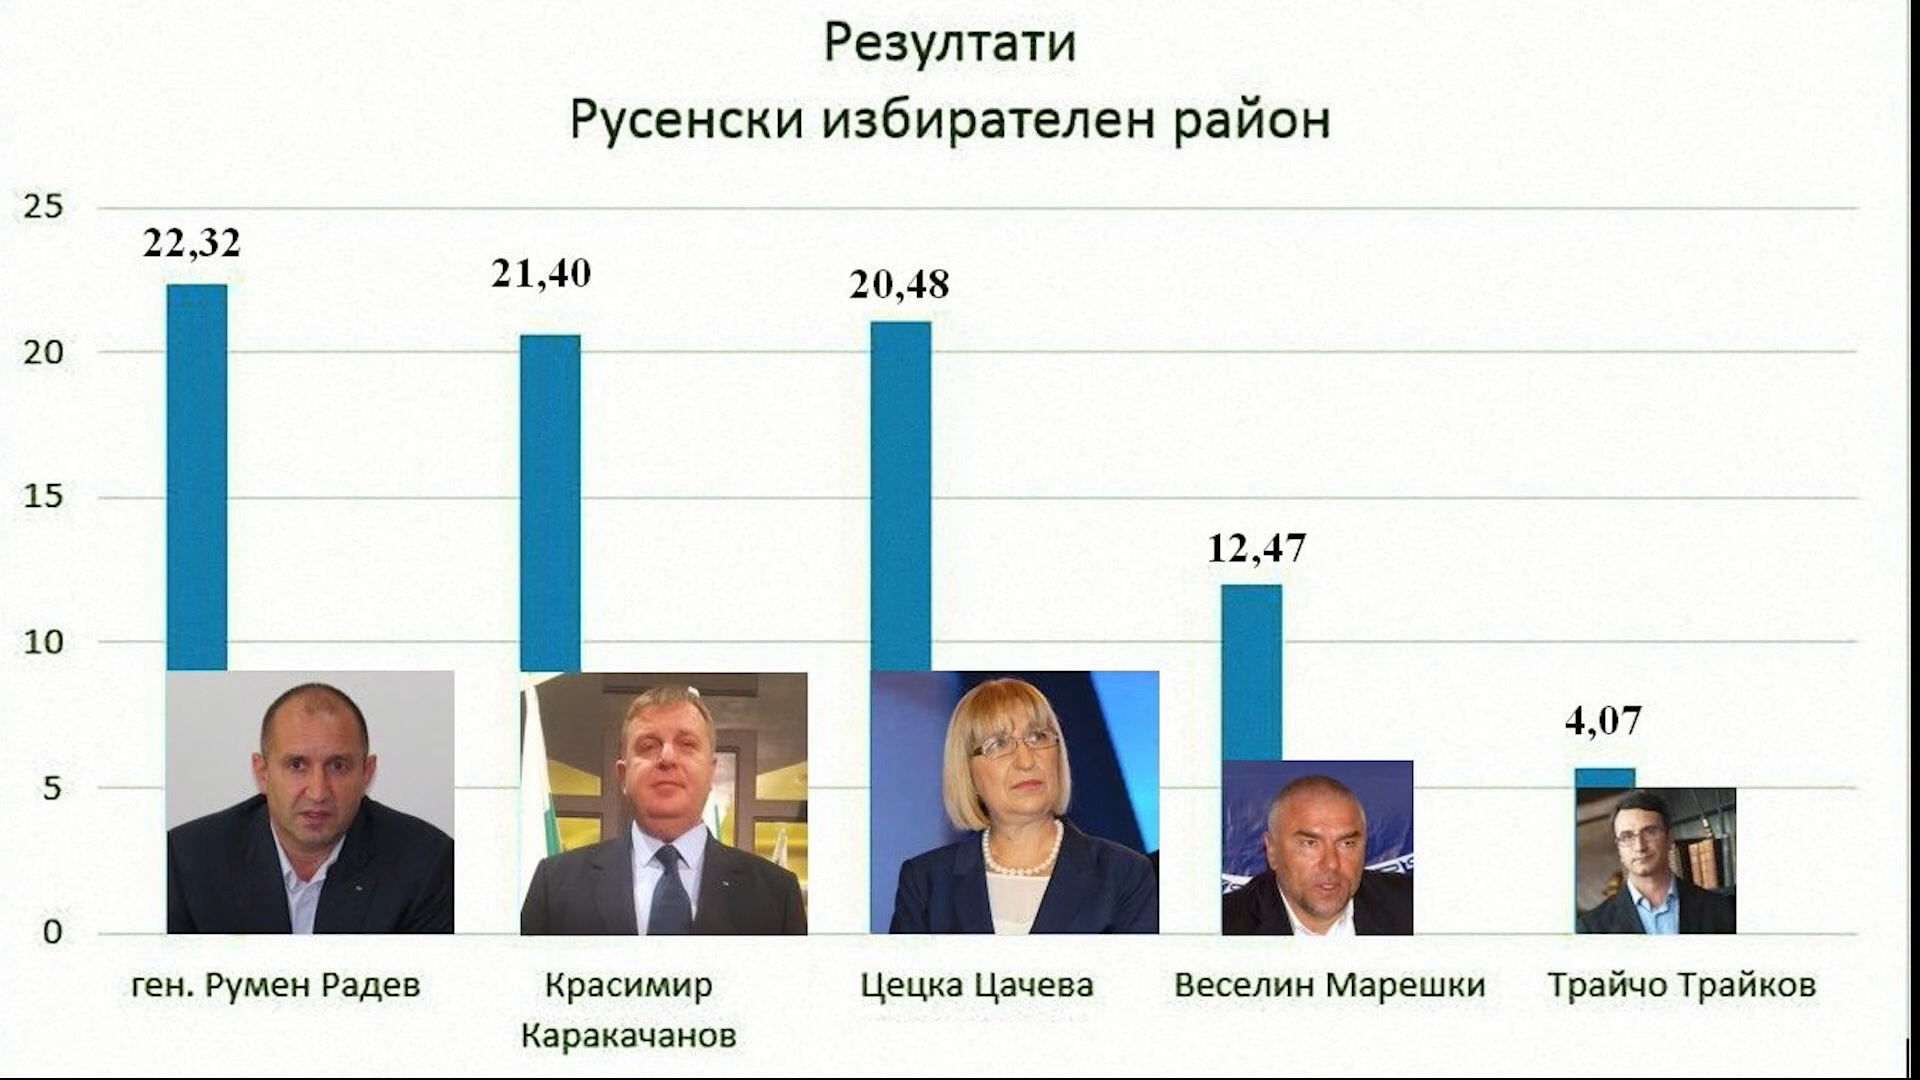 Резултати
Русенски избирателен район
25
22,32
21,40
20,48
20
15
12,47
10
4,07
5
0
ген. Румен Радев
Красимир
Каракачанов
Цецка Цачева
Веселин Марешки
Трайчо Трайков